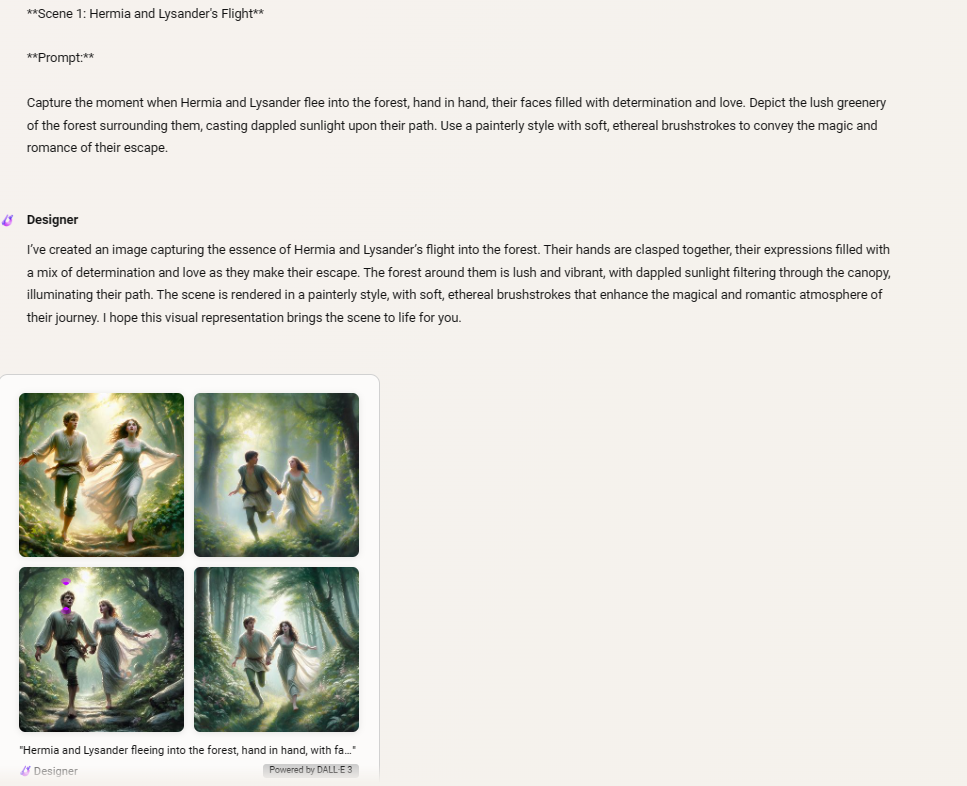 **Scene 1: Hermia and Lysander's Flight**
**Prompt:**
Capture the moment when Hermia and Lysander flee into the forest, hand in hand, their faces filled with determination and love. Depict the lush greenery
of the forest surrounding them, casting dappled sunlight upon their path. Use a painterly style with soft, ethereal brushstrokes to convey the magic and
romance of their escape.
Designer
I've created an image capturing the essence of Hermia and Lysander's flight into the forest. Their hands are clasped together, their expressions filled with
a mix of determination and love as they make their escape. The forest around them is lush and vibrant, with dappled sunlight filtering through the canopy,
illuminating their path. The scene is rendered in a painterly style, with soft, ethereal brushstrokes that enhance the magical and romantic atmosphere of
their journey. I hope this visual representation brings the scene to life for you.
"Hermia and Lysander fleeing into the forest, hand in hand, with fa..."
Designer
Powered by DALL·E 3